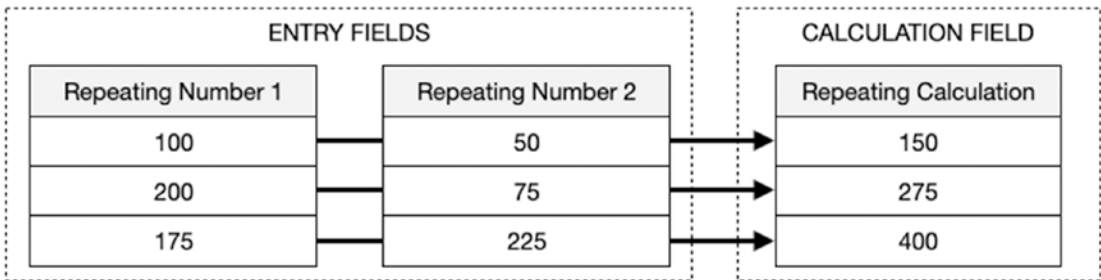 ENTRY FIELDS CALCULATION FIELD
Repeating Number 1 Repeating Number 2 Repeating Calculation
100 50 150
200 75 275
175 225 400